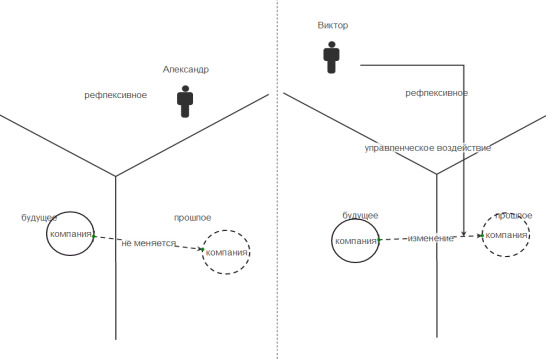 Александр
рефлексивное
будущее
прошлое
компания
не меняется
компания
Виктор
рефлексивное
управленческое воздействие
будущее
прошлое
компания
изменение
компания